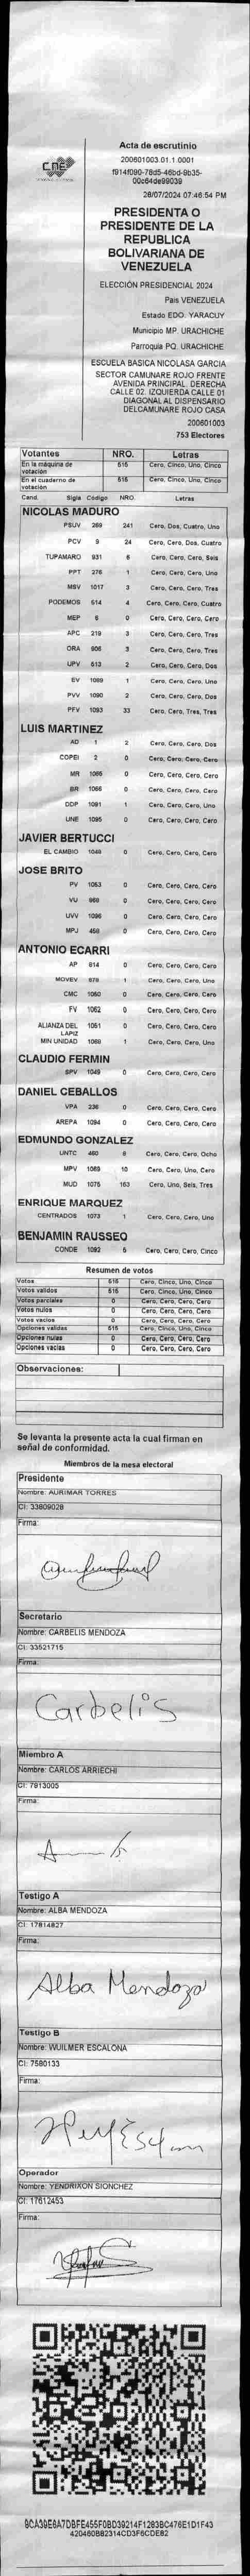 CNE
Acta de escrutinio
200601003.01.1.0001
f914f090-78d5-46bd-9b35-
00c64de99039
28/07/2024 07:46:54 PM
PRESIDENTA O
PRESIDENTE DE LA
REPUBLICA
BOLIVARIANA DE
VENEZUELA
ELECCIÓN PRESIDENCIAL 2024
Pais VENEZUELA
Estado EDO. YARACUY
Municipio MP. URACHICHE
Parroquia PQ. URACHICHE
ESCUELA BASICA NICOLASA GARCIA
SECTOR CAMUNARE ROJO FRENTE
AVENIDA PRINCIPAL. DERECHA
CALLE 02. IZQUIERDA CALLE 01
DIAGONAL AL DISPENSARIO
DELCAMUNARE ROJO CASA
200601003
753 Electores
Votantes NRO. Letras
En la máquina de votación 515 Cero, Cinco, Uno, Cinco
En el cuaderno de votación 515 Cero, Cinco, Uno, Cinco
Cand. Sigla Código NRO. Letras
NICOLAS MADURO
PSUV 269 241 Cero, Dos, Cuatro, Uno
PCV 9 24 Cero, Cero, Dos, Cuatro
TUPAMARO 931 6 Cero, Cero, Cero, Seis
PPT 276 1 Cero, Cero, Cero, Uno
MSV 1017 3 Cero, Cero, Cero, Tres
PODEMOS 514 4 Cero, Cero, Cero, Cuatro
MEP 6 0 Cero, Cero, Cero, Cero
APC 219 3 Cero, Cero, Cero, Tres
ORA 906 3 Cero, Cero, Cero, Tres
UPV 613 2 Cero, Cero, Cero, Dos
EV 1089 1 Cero, Cero, Cero, Uno
PVV 1090 2 Cero, Cero, Cero, Dos
PFV 1093 33 Cero, Cero, Tres, Tres
LUIS MARTINEZ
AD 1 2 Cero, Cero, Cero, Dos
COPEI 2 0 Cero, Cero, Cero, Cero
MR 1065 0 Cero, Cero, Cero, Cero
BR 1066 0 Cero, Cero, Cero, Cero
DDP 1091 1 Cero, Cero, Cero, Uno
UNE 1095 0 Cero, Cero, Cero, Cero
JAVIER BERTUCCI
EL CAMBIO 1048 0 Cero, Cero, Cero, Cero
JOSE BRITO
PV 1053 0 Cero, Cero, Cero, Cero
VU 969 0 Cero, Cero, Cero, Cero
UVV 1096 0 Cero, Cero, Cero, Cero
MPJ 450 0 Cero, Cero, Cero, Cero
ANTONIO ECARRI
AP 814 0 Cero, Cero, Cero, Cero
MOVEV 978 1 Cero, Cero, Cero, Uno
CMC 1050 0 Cero, Cero, Cero, Cero
FV 1062 0 Cero, Cero, Cero, Cero
ALIANZA DEL LAPIZ 1051 0 Cero, Cero, Cero, Cero
MIN UNIDAD 1069 1 Cero, Cero, Cero, Uno
CLAUDIO FERMIN
SPV 1049 0 Cero, Cero, Cero, Cero
DANIEL CEBALLOS
VPA 236 0 Cero, Cero, Cero, Cero
AREPA 1094 0 Cero, Cero, Cero, Cero
EDMUNDO GONZALEZ
UNTC 460 8 Cero, Cero, Cero, Ocho
MPV 1065 10 Cero, Cero, Uno, Cero
MUD 1075 163 Cero, Uno, Seis, Tres
ENRIQUE MARQUEZ
CENTRADOS 1073 1 Cero, Cero, Cero, Uno
BENJAMIN RAUSSEO
CONDE 1092 5 Cero, Cero, Cero, Cinco
Resumen de votos
Votos 515 Cero, Cinco, Uno, Cinco
Votos validos 515 Cero, Cinco, Uno, Cinco
Votos parciales 0 Cero, Cero, Cero, Cero
Votos nulos 0 Cero, Cero, Cero, Cero
Votos vacios 0 Cero, Cero, Cero, Cero
Opciones validas 515 Cero, Cinco, Uno, Cinco
Opciones nulas 0 Cero, Cero, Cero, Cero
Opciones vacias 0 Cero, Cero, Cero, Cero
Observaciones:
Se levanta la presente acta la cual firman en
señal de conformidad.
Miembros de la mesa electoral
Presidente
Nombre: AURIMAR TORRES
CI: 33809028
Firma:
Secretario
Nombre: CARBELIS MENDOZA
CI: 33521715
Firma:
Carbelis
Miembro A
Nombre: CARLOS ARRIECHI
CI: 7913005
Firma:
Testigo A
Nombre: ALBA MENDOZA
CI: 17814827
Firma:
Alba Mendoza
Testigo B
Nombre: WUILMER ESCALONA
CI: 7580133
Firma:
Operador
Nombre: YENDRIXON SIONCHEZ
CI: 17612453
Firma:
8CA39E8A7DBFE455F0BD39214F1283BC476E1D1F43
420460BB2314CD3F6CDE82